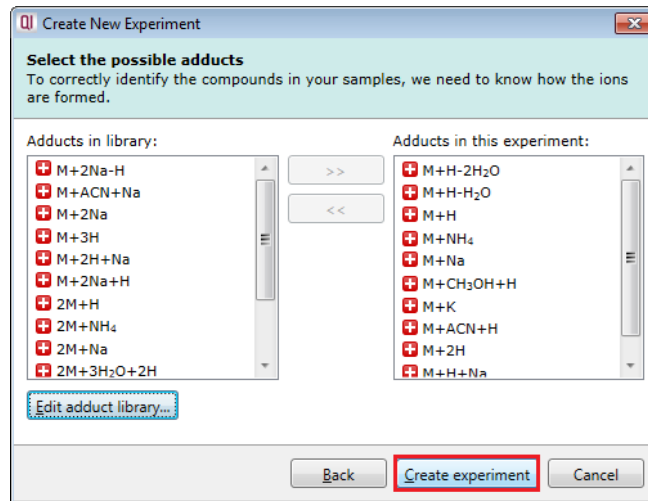 Create New Experiment
Select the possible adducts
To correctly identify the compounds in your samples, we need to know how the ions
are formed.
Adducts in library:
M+2Na-H
M+ACN+Na
M+2Na
M+3H
M+2H+Na
M+2Na+H
2M+H
2M+NH₄
2M+Na
2M+3H₂O+2H
>>
<<
Adducts in this experiment:
M+H-2H₂O
M+H-H₂O
M+H
M+NH₄
M+Na
M+CH₃OH+H
M+K
M+ACN+H
M+2H
M+H+Na
Edit adduct library...
Back
Create experiment
Cancel